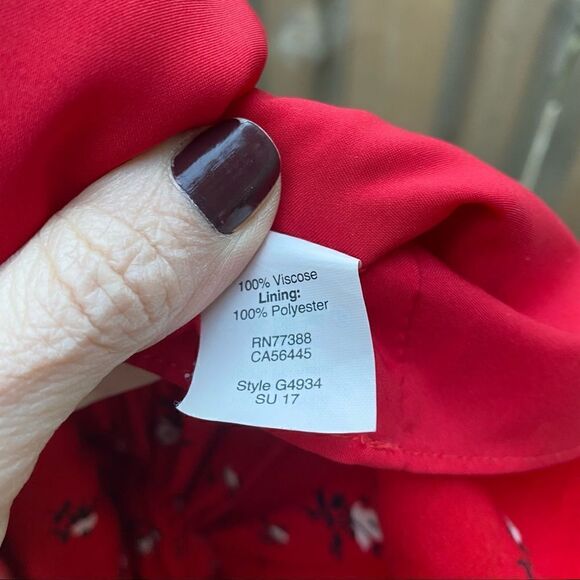 100% Viscose
Lining:
100% Polyester
RN77388
CA56445
Style G4934
SU 17